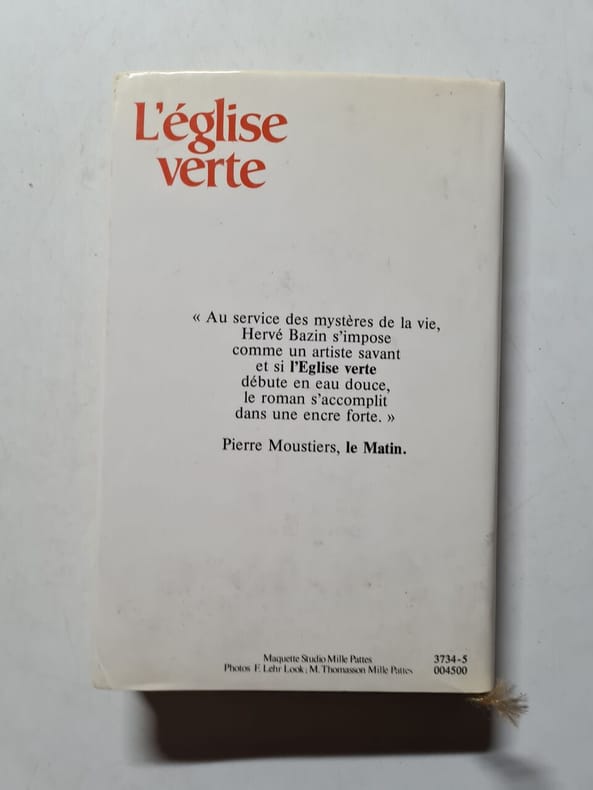 L'église
verte
« Au service des mystères de la vie,
Hervé Bazin s'impose
comme un artiste savant
et si l'Eglise verte
débute en eau douce,
le roman s'accomplit
dans une encre forte. »
Pierre Moustiers, le Matin.
Maquette Studio Mille Pattes
Photos F. Lehr Look; M. Thomasson Mille Pattes
3734-5
004500